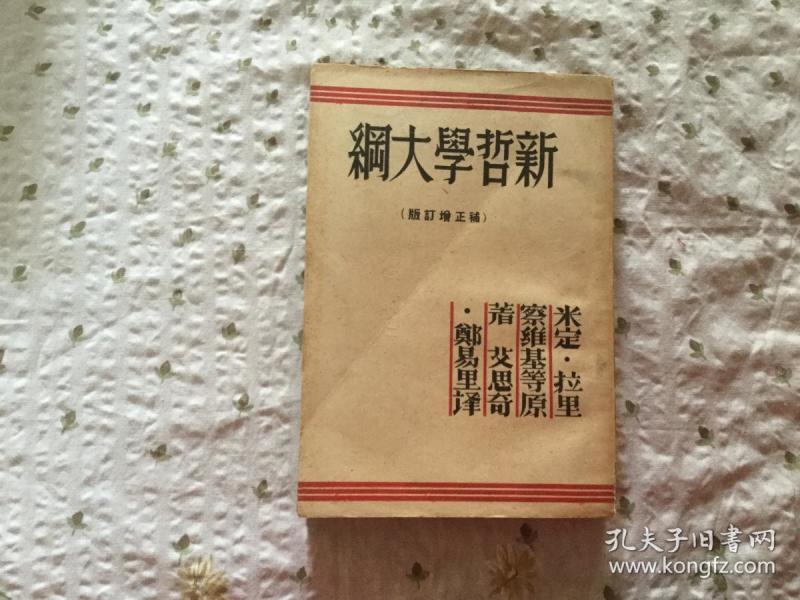 新哲學大綱
（補正增訂版）
米定·拉里
察維基等原
著 艾思奇
·鄭易里譯
孔夫子旧书网
www.kongfz.com